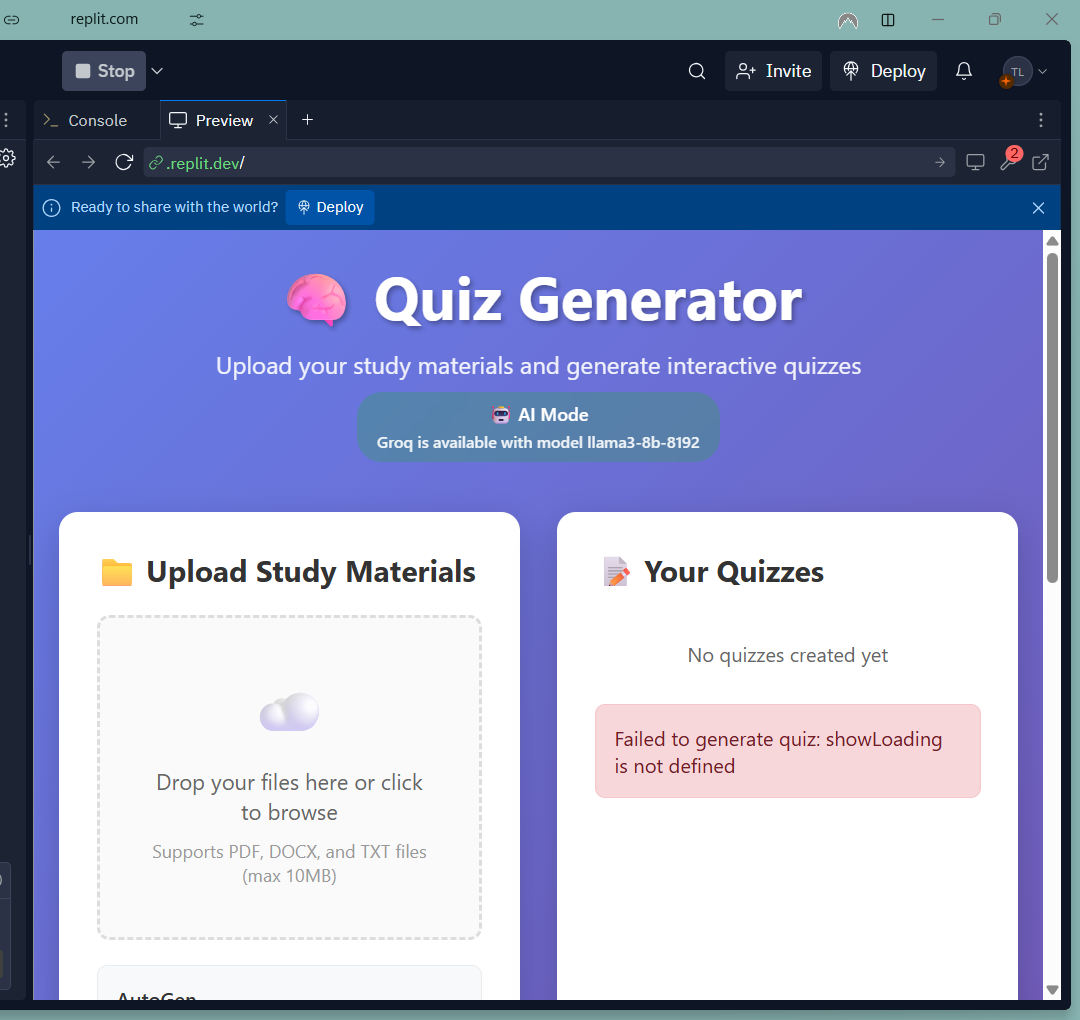 replit.com
Stop
Invite
Deploy
TL
Console
Preview
.replit.dev/
2
Ready to share with the world?
Deploy
Quiz Generator
Upload your study materials and generate interactive quizzes
AI Mode
Groq is available with model llama3-8b-8192
Upload Study Materials
Drop your files here or click
to browse
Supports PDF, DOCX, and TXT files
(max 10MB)
AutoGen
Your Quizzes
No quizzes created yet
Failed to generate quiz: showLoading
is not defined